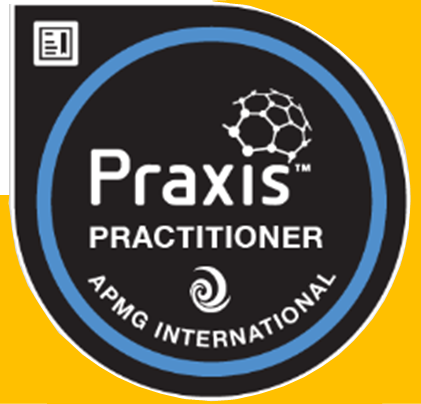 Praxis™
PRACTITIONER
APMG INTERNATIONAL